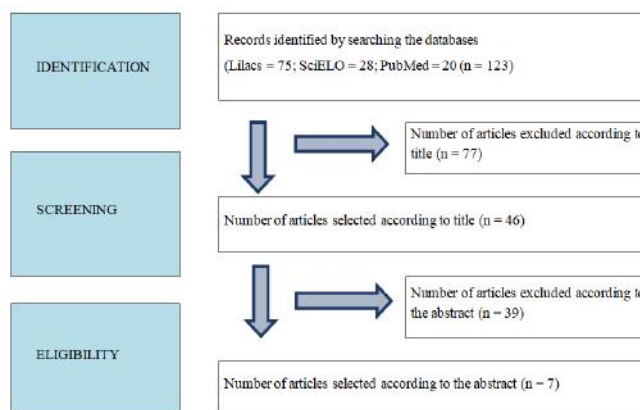 IDENTIFICATION
Records identified by searching the databases
(Lilacs = 75; SciELO = 28; PubMed = 20 (n = 123)
Number of articles excluded according to
title (n = 77)
SCREENING
Number of articles selected according to title (n = 46)
Number of articles excluded according to
the abstract (n = 39)
ELIGIBILITY
Number of articles selected according to the abstract (n = 7)